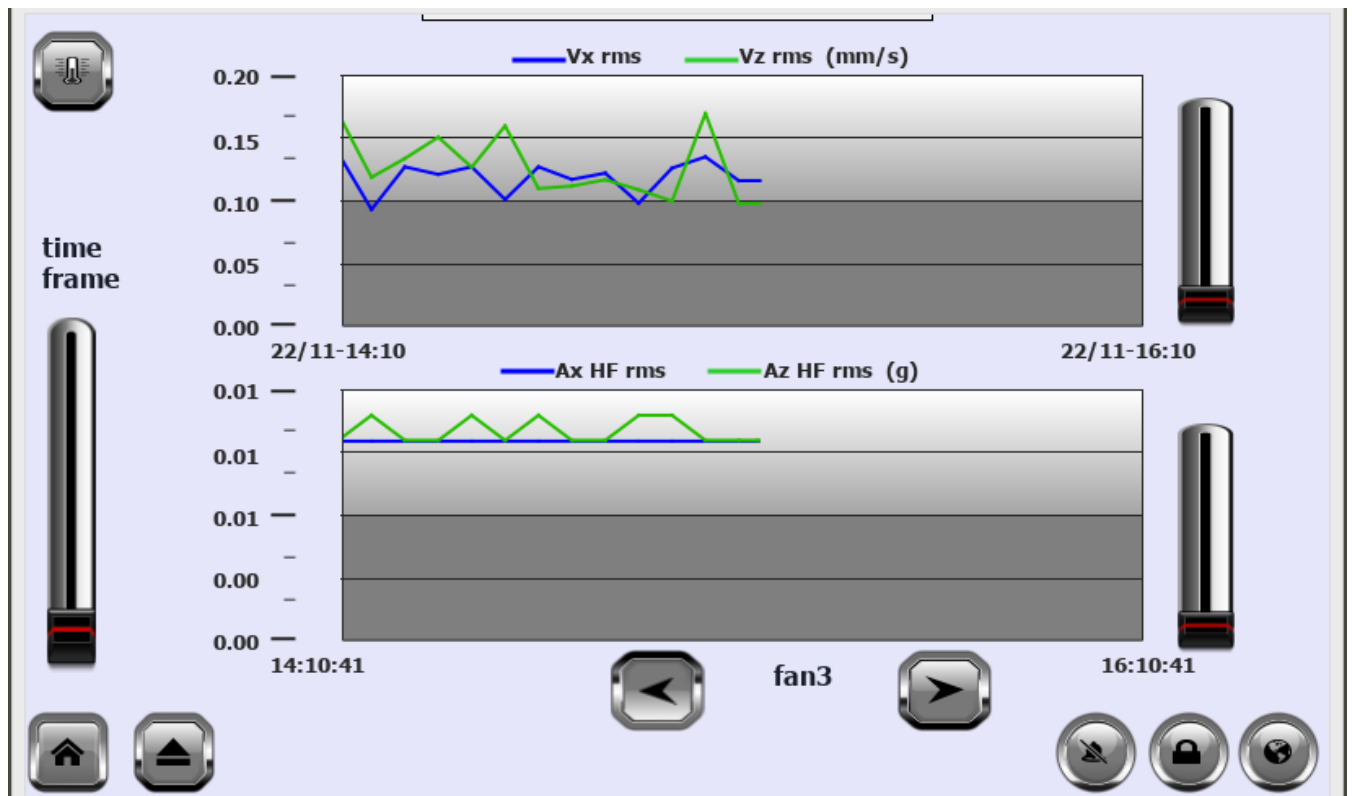 Vx rms Vz rms (mm/s)
0.20
0.15
0.10
0.05
0.00
time
frame
22/11-14:10 22/11-16:10
Ax HF rms Az HF rms (g)
0.01
0.01
0.01
0.00
0.00
14:10:41 16:10:41
fan3